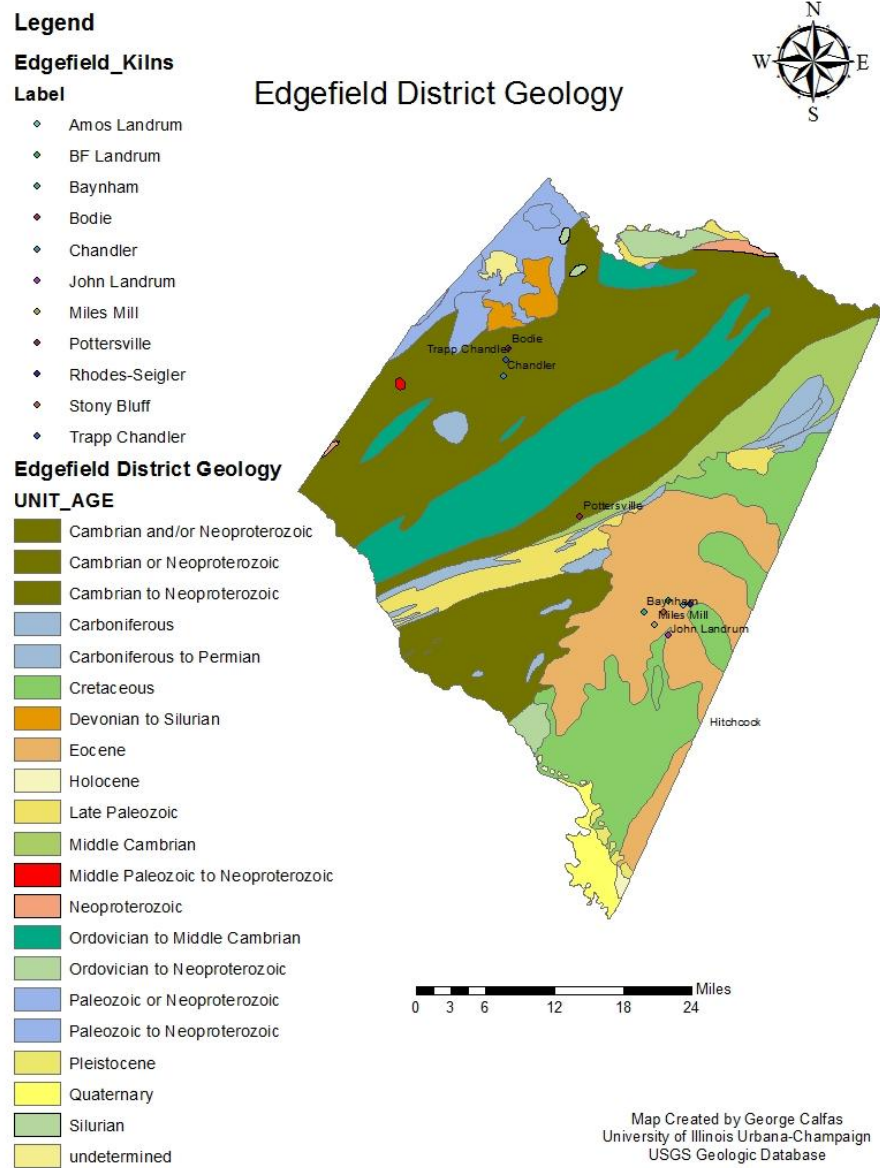 Legend
Edgefield_Kilns
Label
Amos Landrum
BF Landrum
Baynham
Bodie
Chandler
John Landrum
Miles Mill
Pottersville
Rhodes-Seigler
Stony Bluff
Trapp Chandler
Edgefield District Geology
UNIT_AGE
Cambrian and/or Neoproterozoic
Cambrian or Neoproterozoic
Cambrian to Neoproterozoic
Carboniferous
Carboniferous to Permian
Cretaceous
Devonian to Silurian
Eocene
Holocene
Late Paleozoic
Middle Cambrian
Middle Paleozoic to Neoproterozoic
Neoproterozoic
Ordovician to Middle Cambrian
Ordovician to Neoproterozoic
Paleozoic or Neoproterozoic
Paleozoic to Neoproterozoic
Pleistocene
Quaternary
Silurian
undetermined
Edgefield District Geology
N
W E
S
Bodie
Trapp Chandler
Chandler
Pottersville
Baynham
Miles Mill
John Landrum
Hitchcock
Miles
0 3 6 12 18 24
Map Created by George Calfas
University of Illinois Urbana-Champaign
USGS Geologic Database